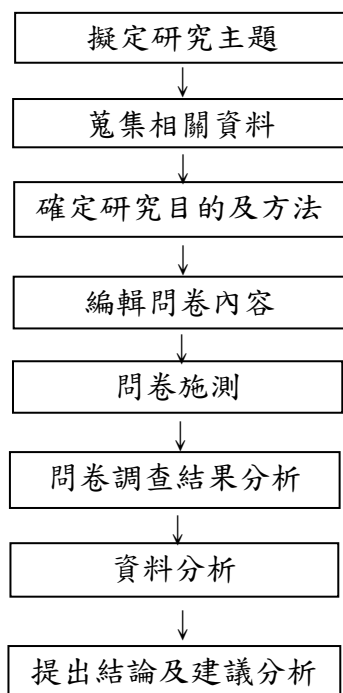 擬定研究主題
蒐集相關資料
確定研究目的及方法
編輯問卷內容
問卷施測
問卷調查結果分析
資料分析
提出結論及建議分析